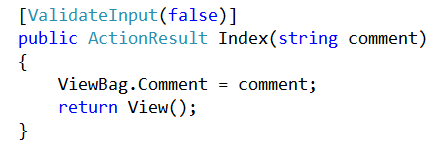 [ValidateInput(false)]
public ActionResult Index(string comment)
{
    ViewBag.Comment = comment;
    return View();
}